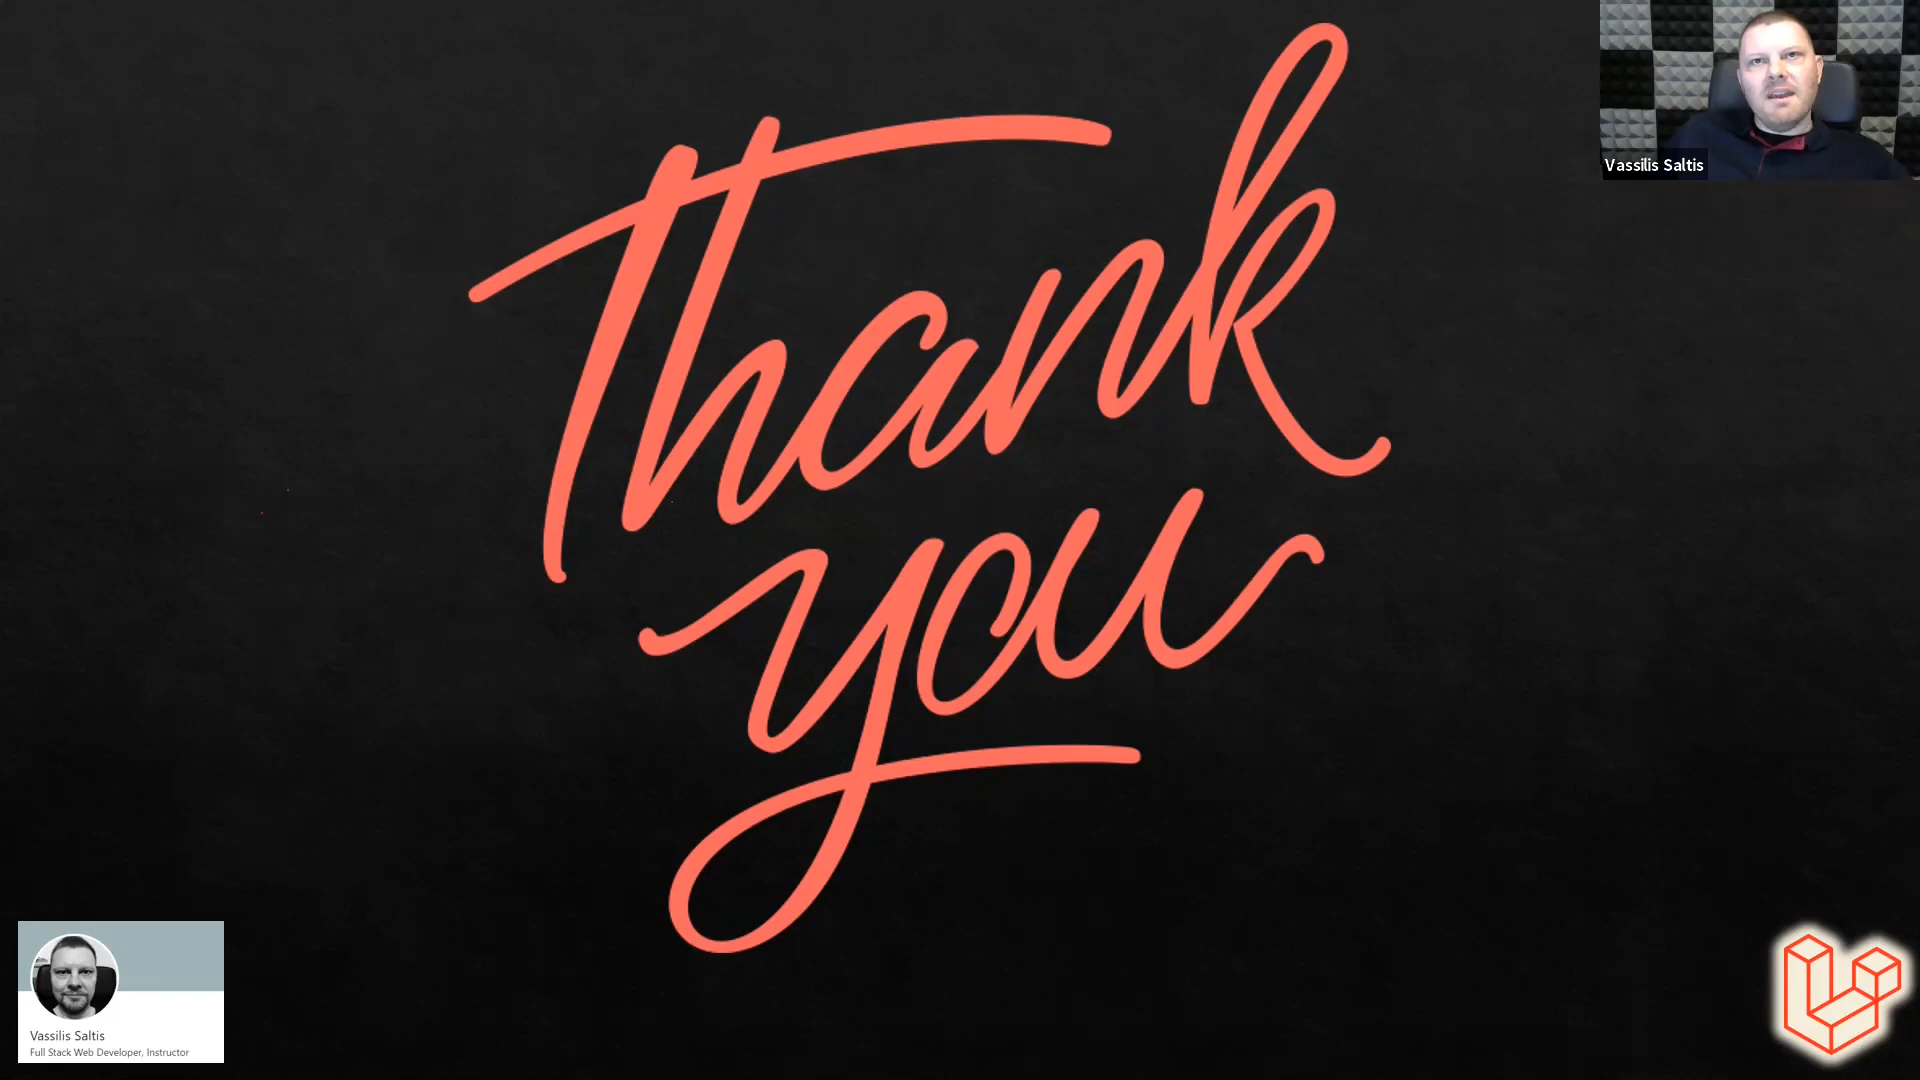 Thank
you
Vassilis Saltis
Vassilis Saltis
Full Stack Web Developer, Instructor